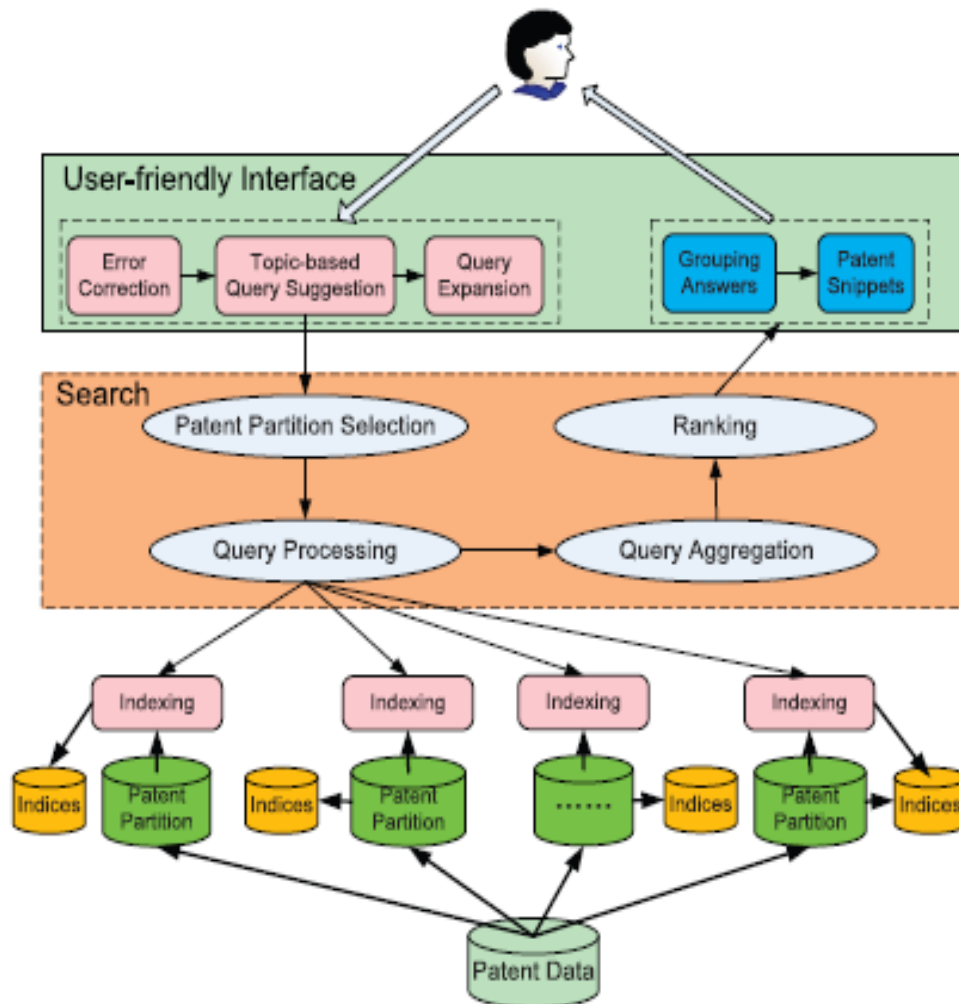 User-friendly Interface
Error
Correction
Topic-based
Query Suggestion
Query
Expansion
Grouping
Answers
Patent
Snippets
Search
Patent Partition Selection
Ranking
Query Processing
Query Aggregation
Indexing
Indexing
Indexing
Indexing
Indices
Patent
Partition
Indices
Patent
Partition
......
Indices
Patent
Partition
Indices
Patent Data